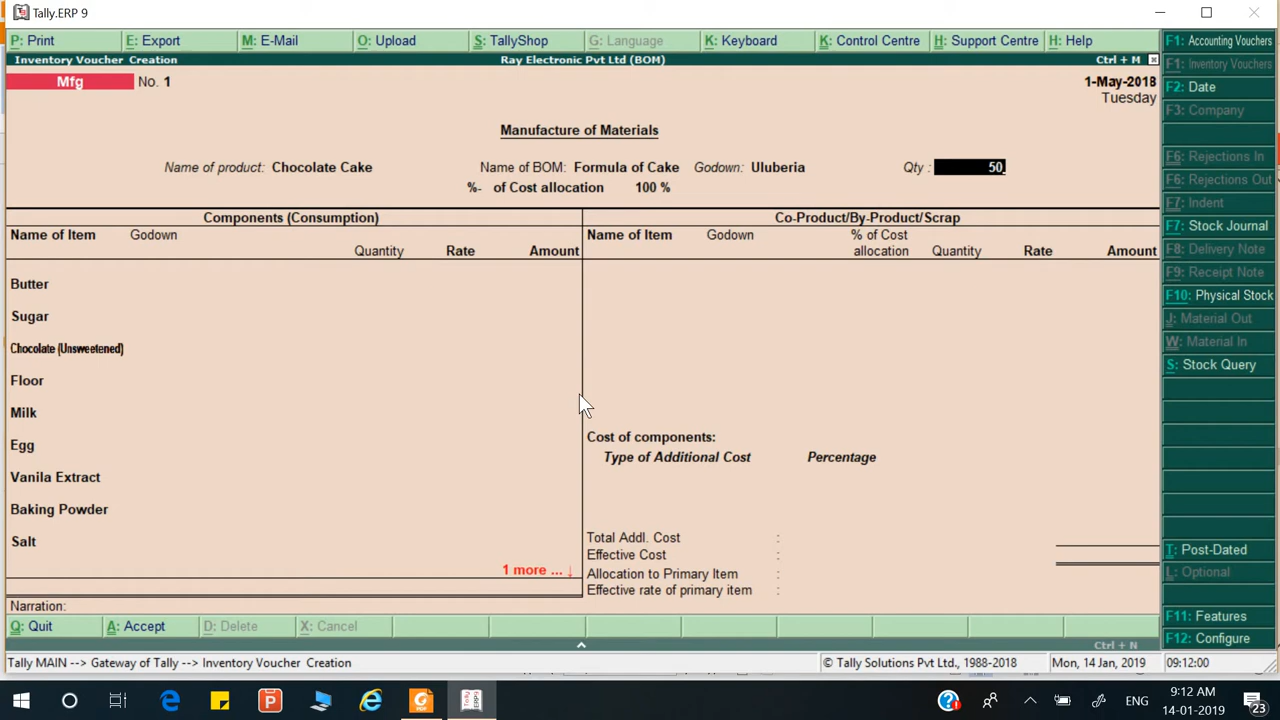 Tally.ERP 9
P: Print E: Export M: E-Mail O: Upload S: TallyShop G: Language K: Keyboard K: Control Centre H: Support Centre H: Help
F1: Accounting Vouchers
Inventory Voucher Creation Ray Electronic Pvt Ltd (BOM) Ctrl + M
F1: Inventory Vouchers
Mfg No. 1 1-May-2018
F2: Date
Tuesday
F3: Company
Manufacture of Materials
F6: Rejections In
Name of product: Chocolate Cake Name of BOM: Formula of Cake Godown: Uluberia Qty : 50
F6: Rejections Out
%- of Cost allocation 100 %
F7: Indent
Components (Consumption) Co-Product/By-Product/Scrap
F7: Stock Journal
Name of Item Godown Quantity Rate Amount
Name of Item Godown % of Cost allocation Quantity Rate Amount
F8: Delivery Note
F9: Receipt Note
Butter
F10: Physical Stock
Sugar
J: Material Out
W: Material In
Chocolate (Unsweetened)
S: Stock Query
Floor
Milk
Egg
Vanila Extract
Baking Powder
Salt
1 more ... ↓
Cost of components:
Type of Additional Cost Percentage
Total Addl. Cost :
Effective Cost :
Allocation to Primary Item :
Effective rate of primary item :
T: Post-Dated
L: Optional
Narration:
F11: Features
Q: Quit A: Accept D: Delete X: Cancel
F12: Configure
Ctrl + N
Tally MAIN --> Gateway of Tally --> Inventory Voucher Creation © Tally Solutions Pvt Ltd., 1988-2018 Mon, 14 Jan, 2019 09:12:00
ENG 9:12 AM
14-01-2019
23